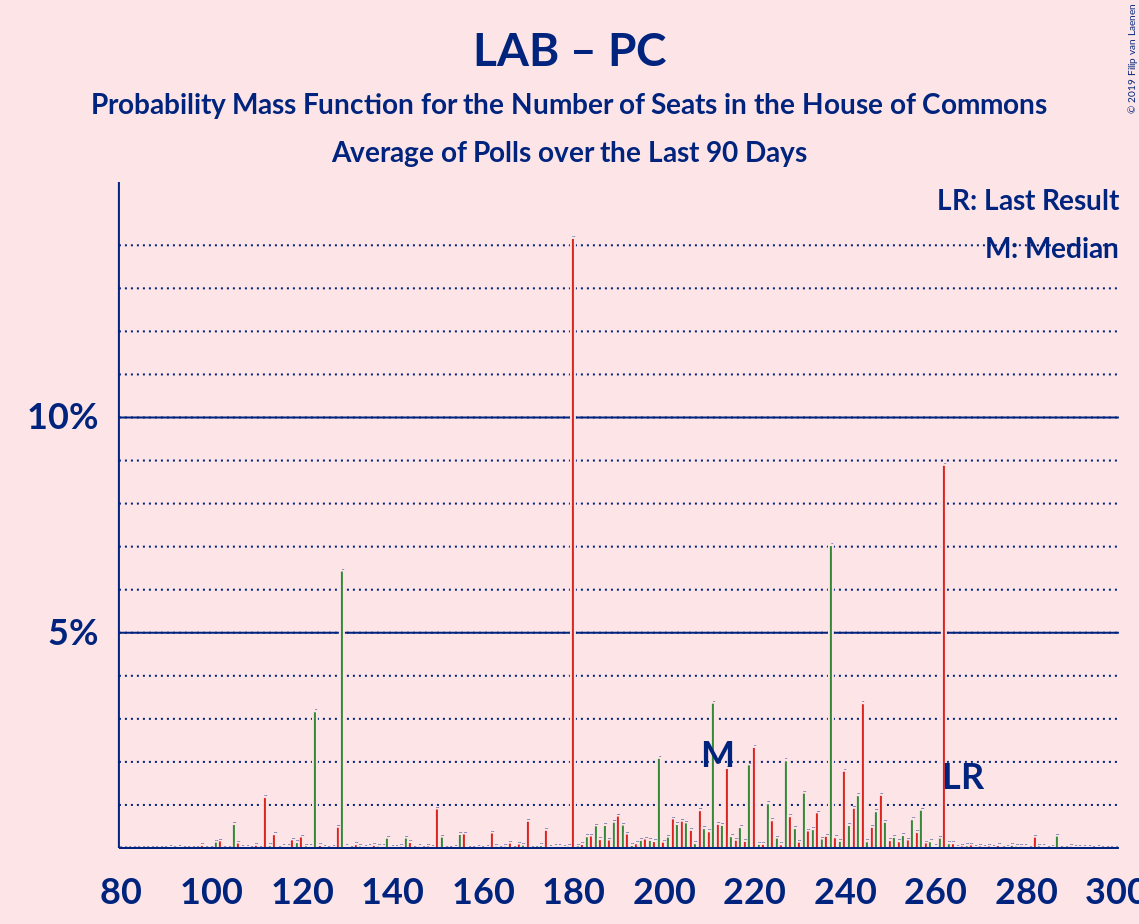 LAB – PC
Probability Mass Function for the Number of Seats in the House of Commons
Average of Polls over the Last 90 Days
© 2019 Filip van Laenen
LR: Last Result
M: Median
10%
5%
M
LR
80 100 120 140 160 180 200 220 240 260 280 300